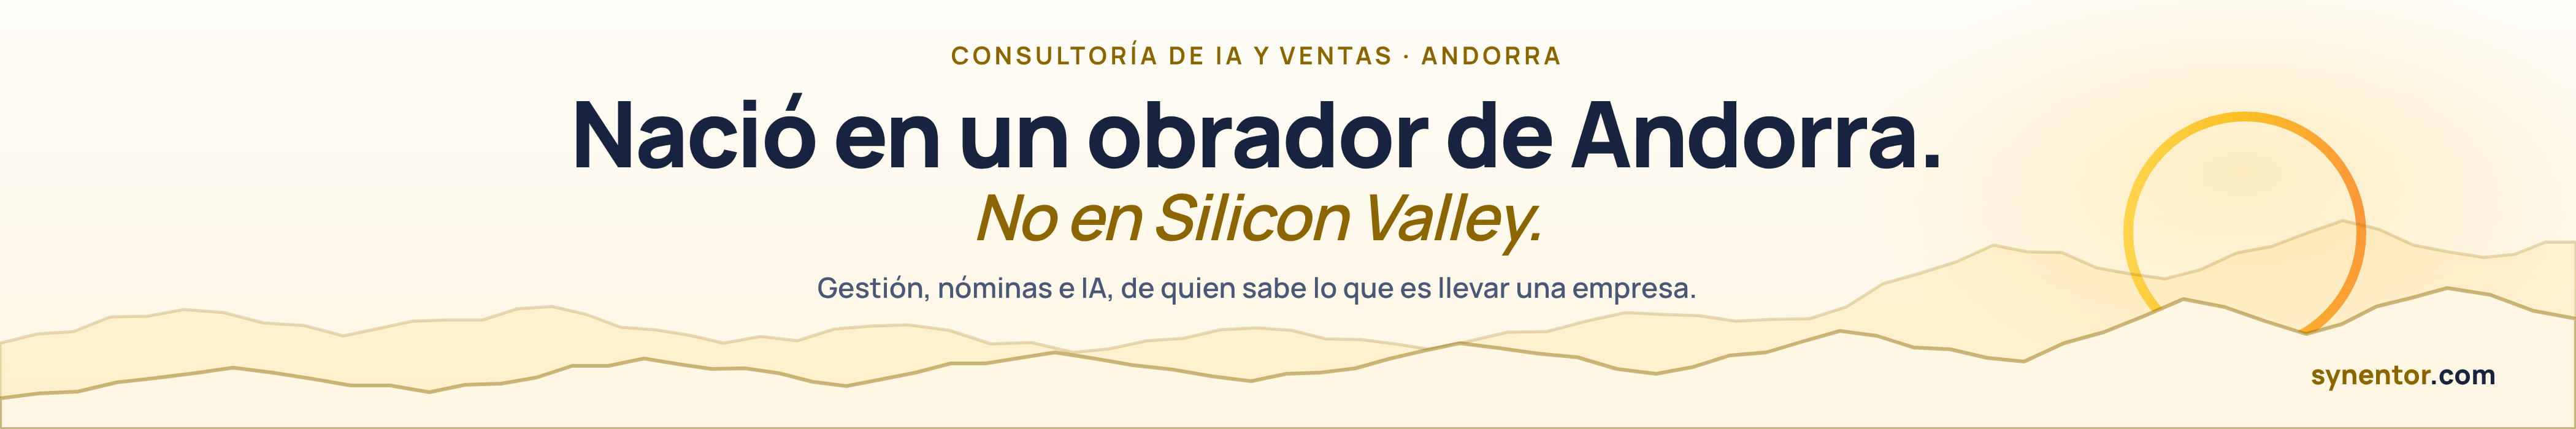 CONSULTORÍA DE IA Y VENTAS · ANDORRA
Nació en un obrador de Andorra.
No en Silicon Valley.
Gestión, nóminas e IA, de quien sabe lo que es llevar una empresa.
synentor.com